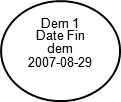 Dem 1
Date Fin
dem
2007-08-29